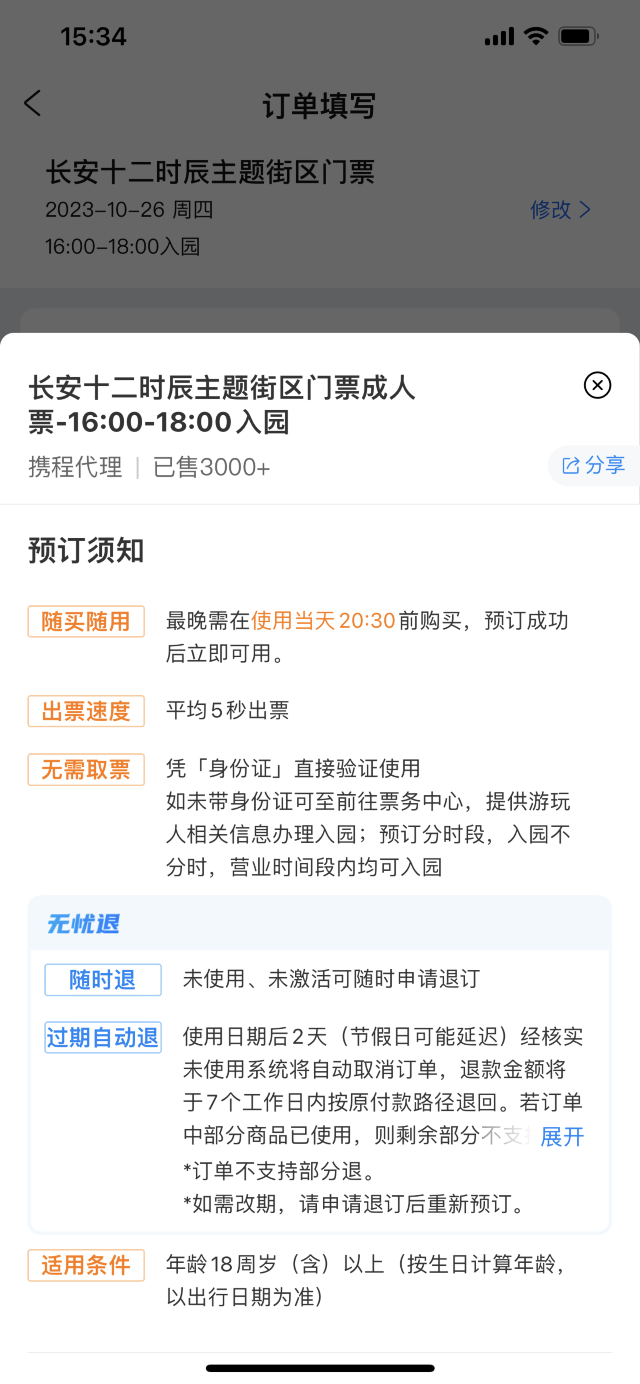 15:34
订单填写
长安十二时辰主题街区门票
2023-10-26 周四
修改
16:00-18:00入园
长安十二时辰主题街区门票成人
票-16:00-18:00入园
携程代理 | 已售3000+
分享
预订须知
随买随用
最晚需在使用当天20:30前购买，预订成功
后立即可用。
出票速度
平均5秒出票
无需取票
凭「身份证」直接验证使用
如未带身份证可至前往票务中心，提供游玩
人相关信息办理入园；预订分时段，入园不
分时，营业时间段内均可入园
无忧退
随时退
未使用、未激活可随时申请退订
过期自动退
使用日期后2天（节假日可能延迟）经核实
未使用系统将自动取消订单，退款金额将
于7个工作日内按原付款路径退回。若订单
中部分商品已使用，则剩余部分不支 展开
*订单不支持部分退。
*如需改期，请申请退订后重新预订。
适用条件
年龄18周岁（含）以上（按生日计算年龄，
以出行日期为准）